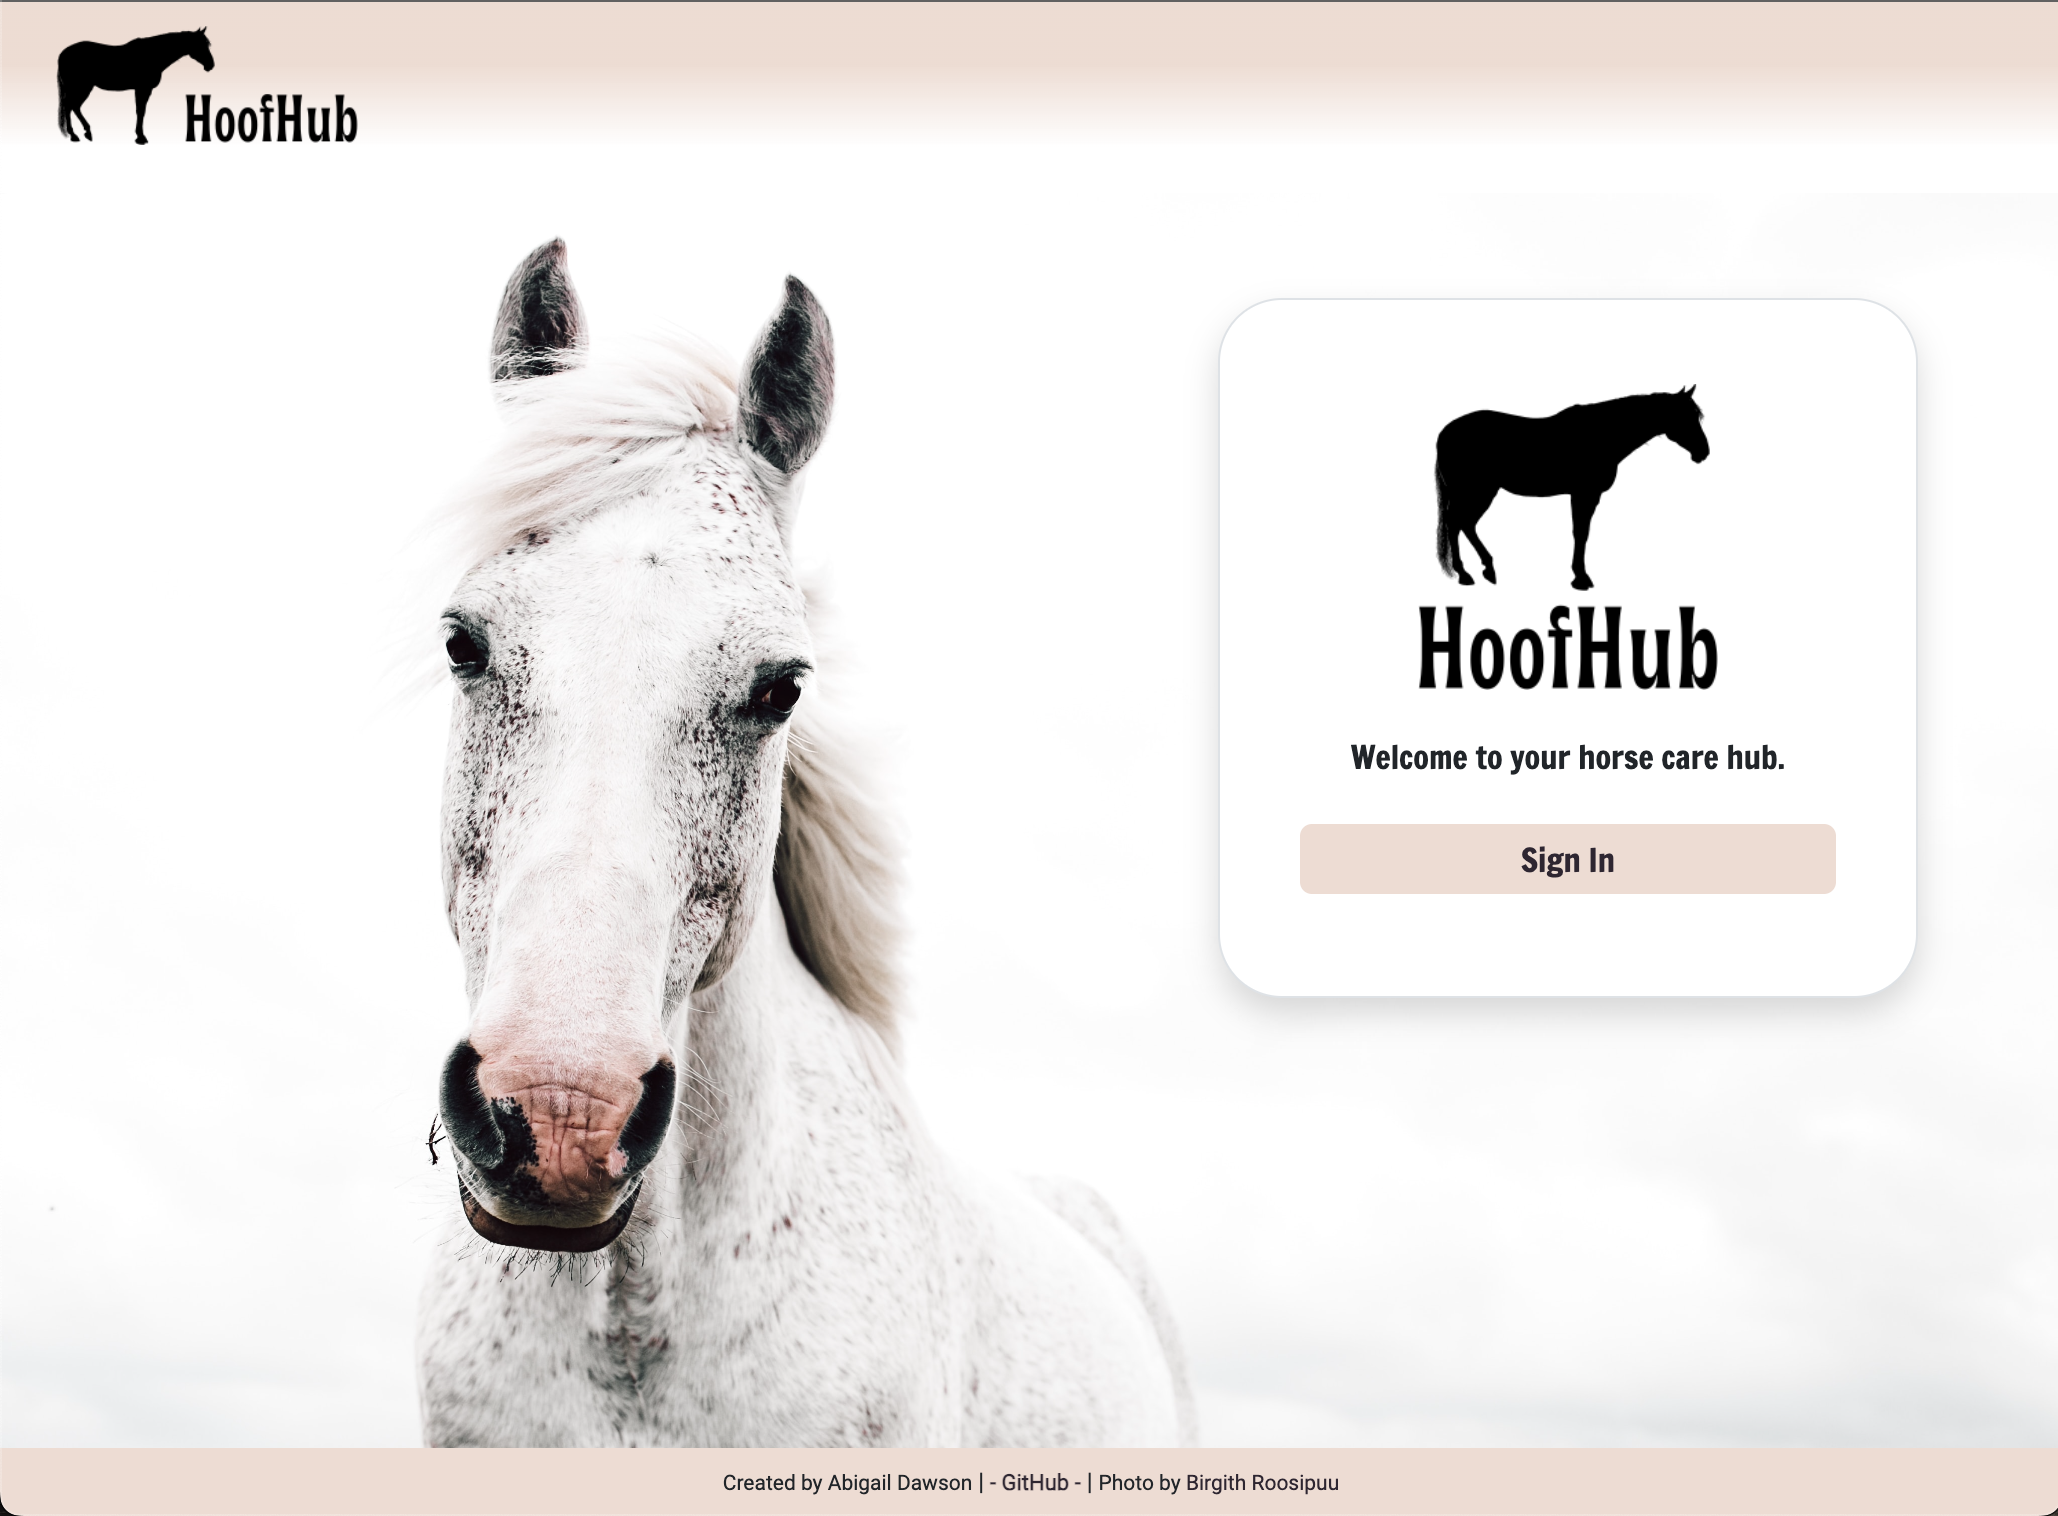 HoofHub
HoofHub
Welcome to your horse care hub.
Sign In
Created by Abigail Dawson | - GitHub - | Photo by Birgith Roosipuu